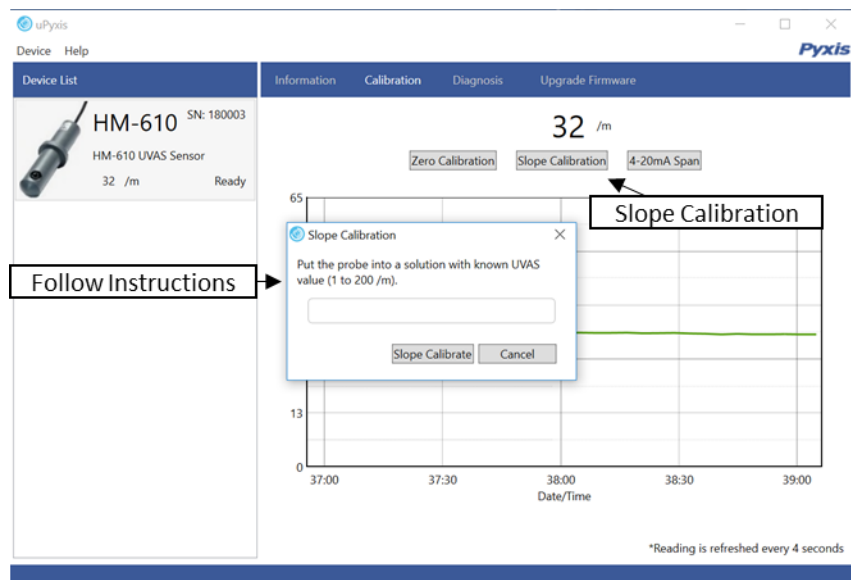 uPyxis
Device Help
Pyxis
Device List
Information Calibration Diagnosis Upgrade Firmware
HM-610 SN: 180003
HM-610 UVAS Sensor
32 /m Ready
32 /m
Zero Calibration Slope Calibration 4-20mA Span
Slope Calibration
65
Slope Calibration
Put the probe into a solution with known UVAS
value (1 to 200 /m).
Follow Instructions
Slope Calibrate Cancel
13
0
37:00 37:30 38:00 38:30 39:00
Date/Time
*Reading is refreshed every 4 seconds